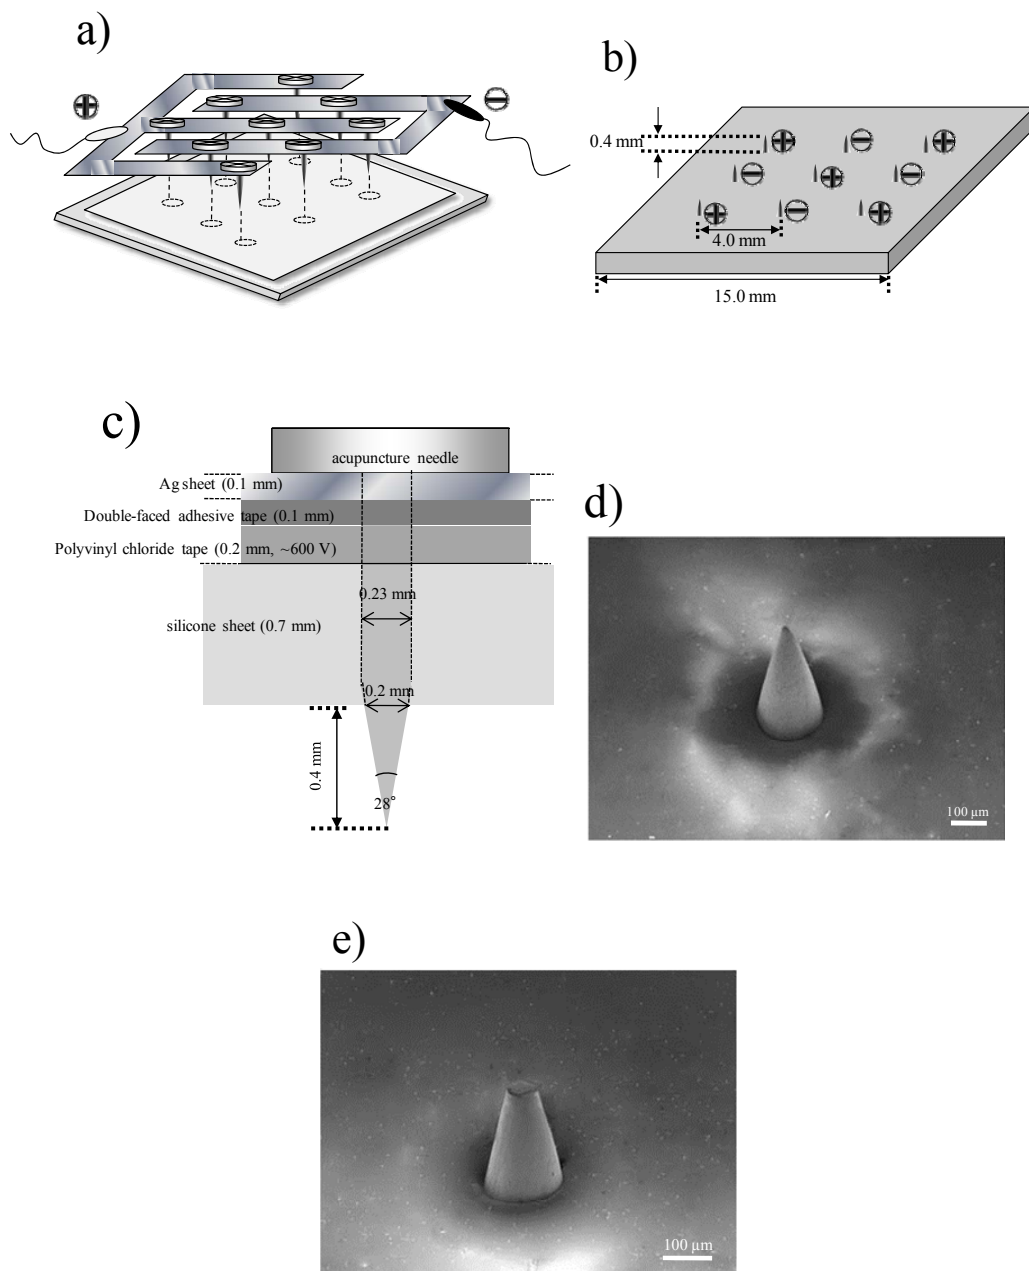 a)
b)
0.4 mm
4.0 mm
15.0 mm
c)
acupuncture needle
Ag sheet (0.1 mm)
Double-faced adhesive tape (0.1 mm)
Polyvinyl chloride tape (0.2 mm, ~600 V)
0.23 mm
silicone sheet (0.7 mm)
0.2 mm
0.4 mm
28°
d)
100 μm
e)
100 μm